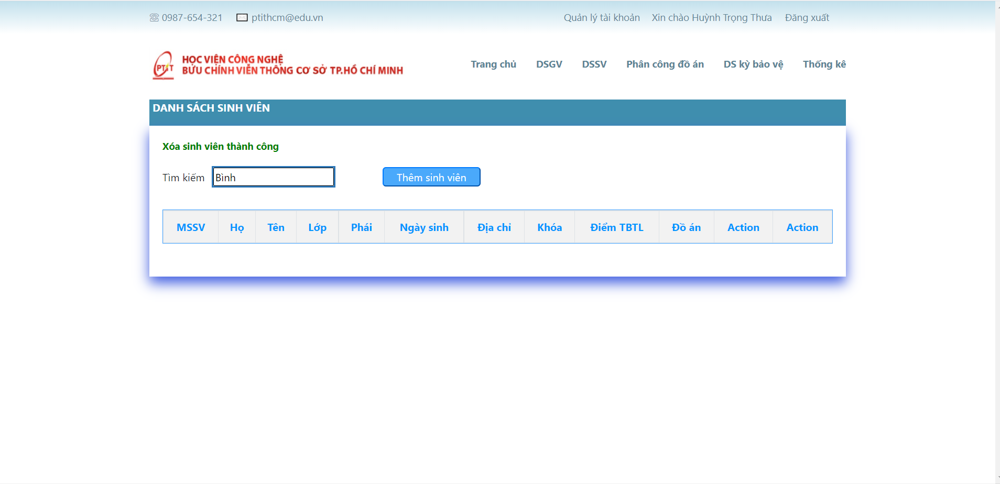 0987-654-321 ptithcm@edu.vn Quản lý tài khoản Xin chào Huỳnh Trọng Thưa Đăng xuất
PTIT
HỌC VIỆN CÔNG NGHỆ
BƯU CHÍNH VIỄN THÔNG CƠ SỞ TP.HỒ CHÍ MINH
Trang chủ DSGV DSSV Phân công đồ án DS kỳ bảo vệ Thống kê
DANH SÁCH SINH VIÊN
Xóa sinh viên thành công
Tìm kiếm Bình Thêm sinh viên
MSSV Họ Tên Lớp Phái Ngày sinh Địa chỉ Khóa Điểm TBTL Đồ án Action Action